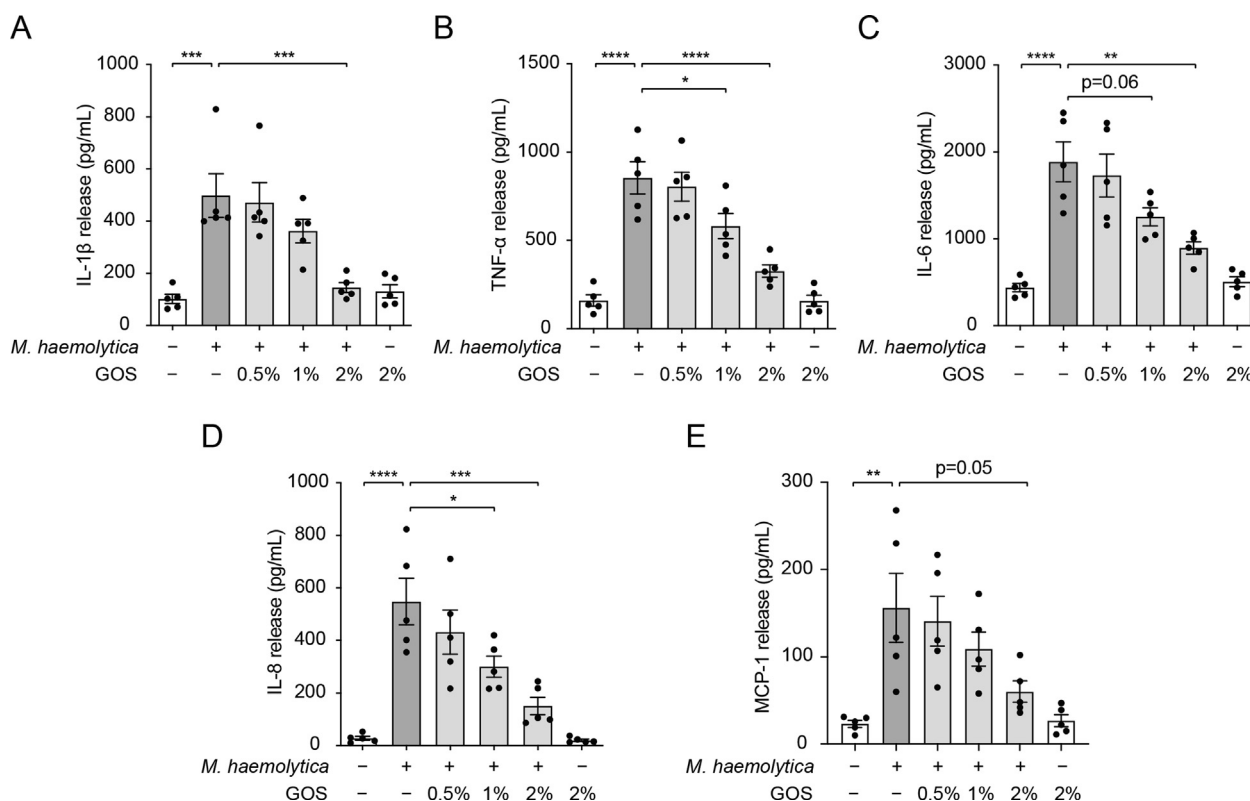 A
B
C
*** ***
1000
800
600
400
200
0
IL-1β release (pg/mL)
M. haemolytica – + + + + –
GOS – – 0.5% 1% 2% 2%
**** ****
*
1500
1000
500
0
TNF-α release (pg/mL)
M. haemolytica – + + + + –
GOS – – 0.5% 1% 2% 2%
**** **
p=0.06
3000
2000
1000
0
IL-6 release (pg/mL)
M. haemolytica – + + + + –
GOS – – 0.5% 1% 2% 2%
D
E
**** ***
*
1000
800
600
400
200
0
IL-8 release (pg/mL)
M. haemolytica – + + + + –
GOS – – 0.5% 1% 2% 2%
** p=0.05
300
200
100
0
MCP-1 release (pg/mL)
M. haemolytica – + + + + –
GOS – – 0.5% 1% 2% 2%